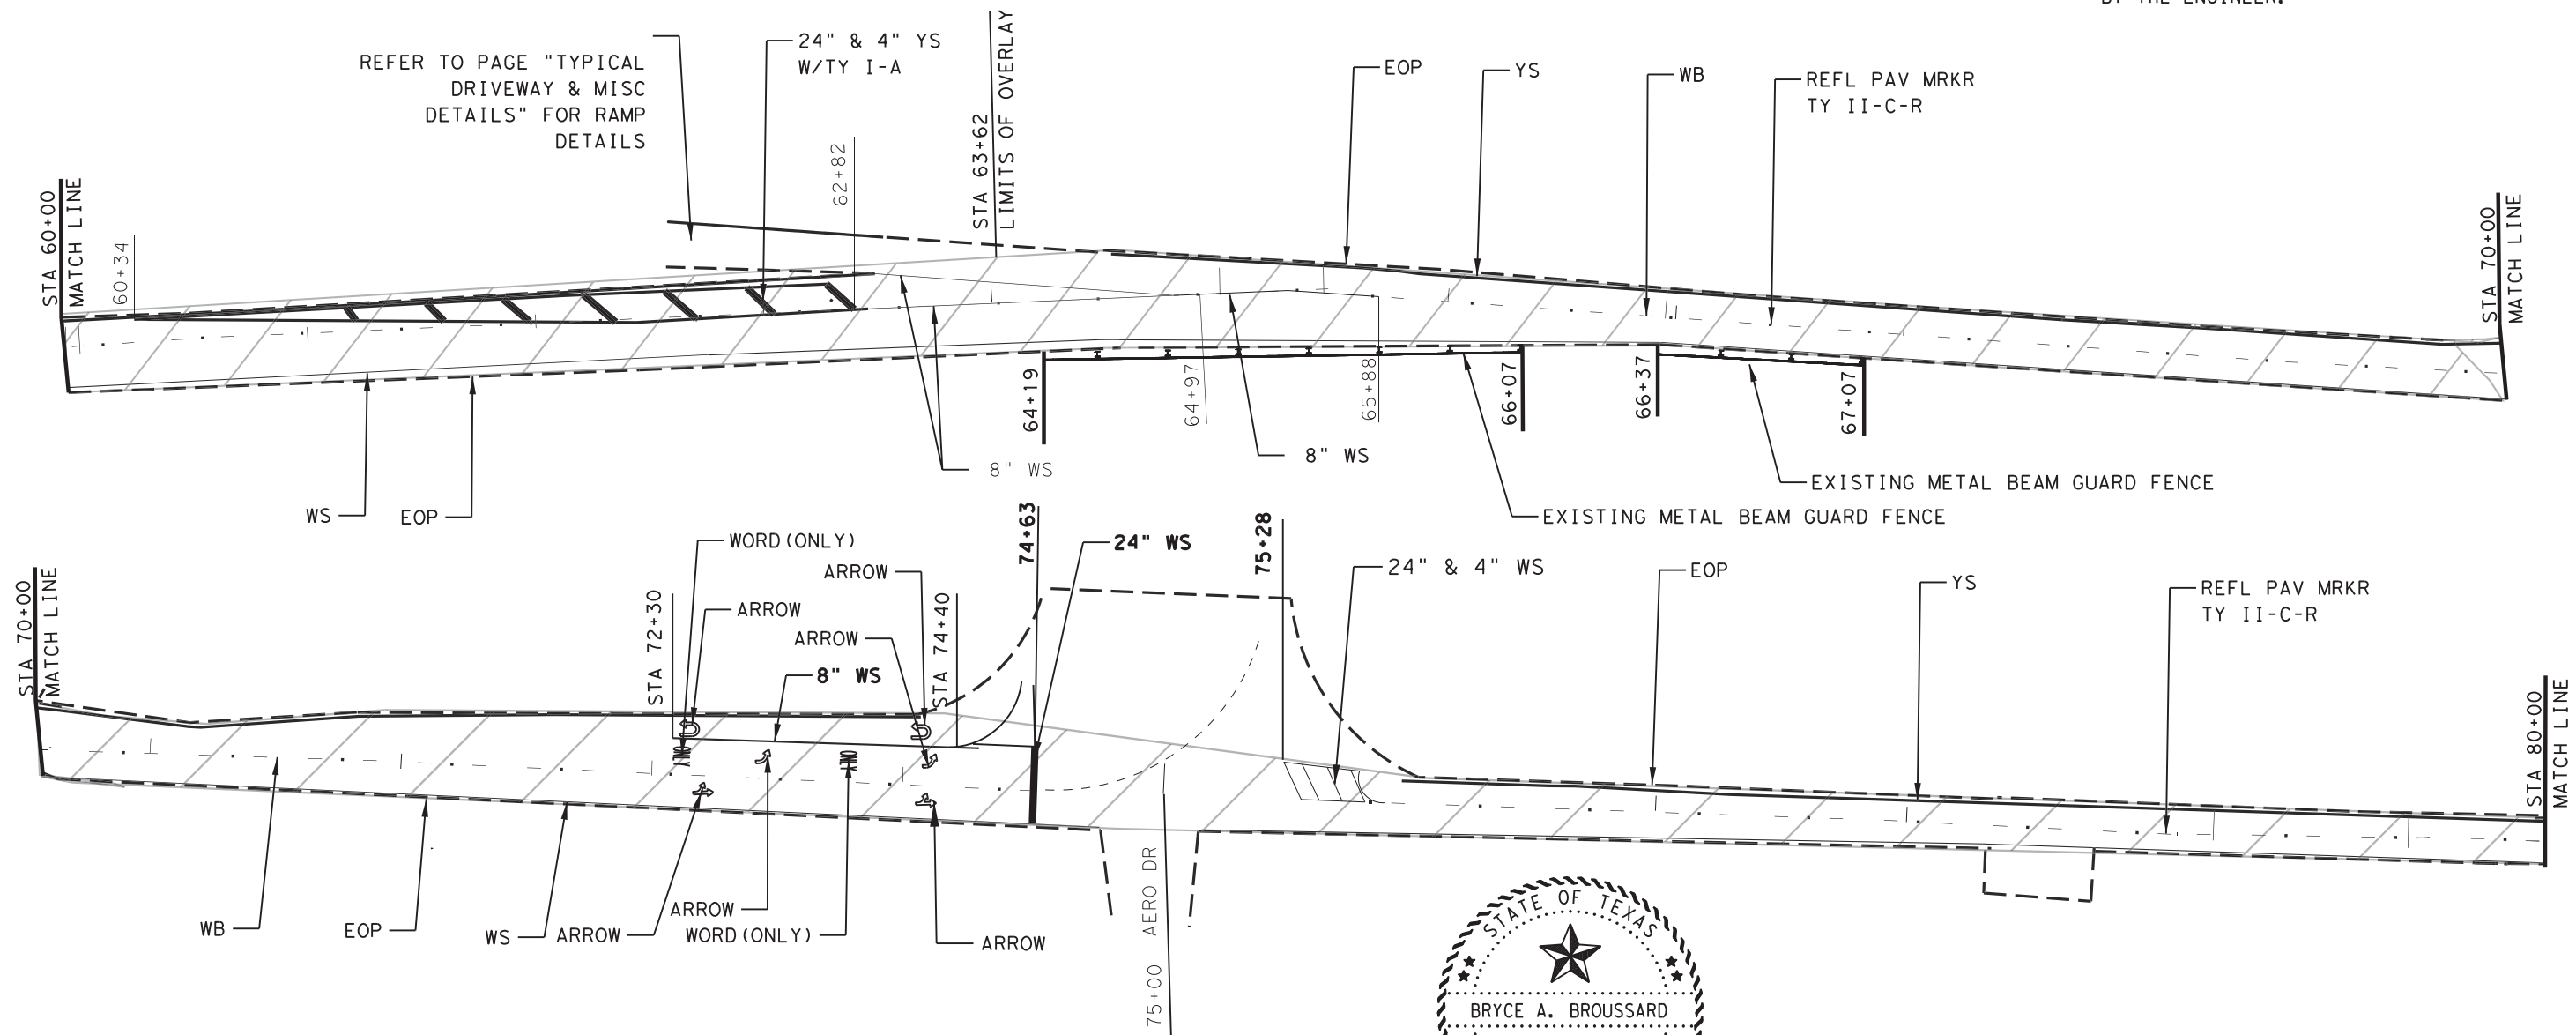 BY THE ENGINEER.
REFER TO PAGE "TYPICAL
DRIVEWAY & MISC
DETAILS" FOR RAMP
DETAILS
24" & 4" YS
W/TY I-A
STA 63+62
LIMITS OF OVERLAY
EOP
YS
WB
REFL PAV MRKR
TY II-C-R
STA 60+00
MATCH LINE
60+34
62+82
STA 70+00
MATCH LINE
64+19
64+97
65+88
66+07
66+37
67+07
8" WS
8" WS
WS
EOP
EXISTING METAL BEAM GUARD FENCE
EXISTING METAL BEAM GUARD FENCE
STA 70+00
MATCH LINE
WORD(ONLY)
ARROW
ARROW
ARROW
8" WS
STA 72+30
STA 74+40
74+63
24" WS
75+28
24" & 4" WS
EOP
YS
REFL PAV MRKR
TY II-C-R
STA 80+00
MATCH LINE
ONLY
ONLY
WB
EOP
WS
ARROW
ARROW
WORD(ONLY)
ARROW
75+00 AERO DR
STATE OF TEXAS
BRYCE A. BROUSSARD